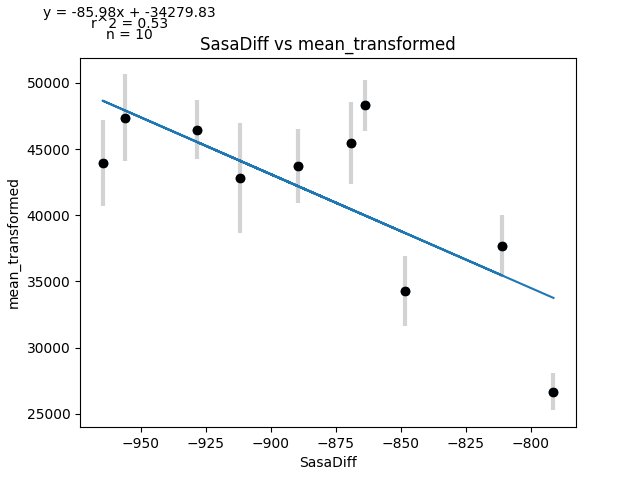 y = -85.98x + -34279.83
r^2 = 0.53
n = 10
SasaDiff vs mean_transformed
mean_transformed
50000
45000
40000
35000
30000
25000
−950
−925
−900
−875
−850
−825
−800
SasaDiff